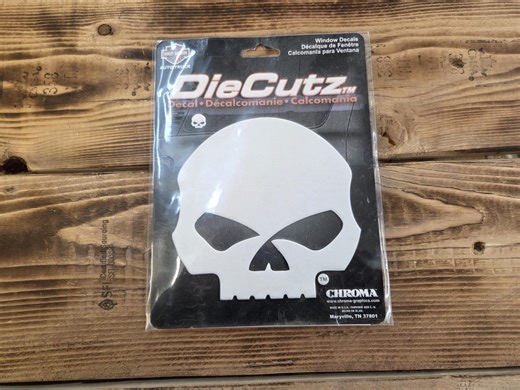 Window Decals
Décalque de Fenêtre
Calcomanía para Ventana
DieCutz™
Decal • Décalcomanie • Calcomanía
TM
CHROMA™
www.chroma-graphics.com
Maryville, TN 37801